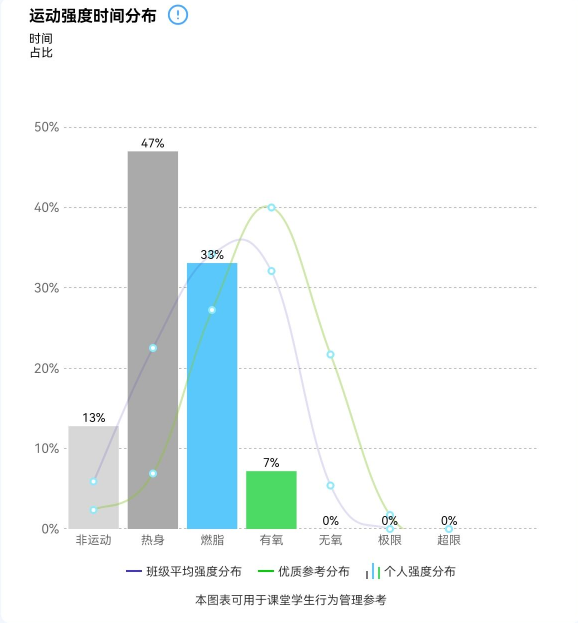 运动强度时间分布
时间
占比
50%
47%
40%
33%
30%
20%
13%
10%
7%
0% 0% 0%
0%
非运动 热身 燃脂 有氧 无氧 极限 超限
班级平均强度分布 优质参考分布 个人强度分布
本图表可用于课堂学生行为管理参考